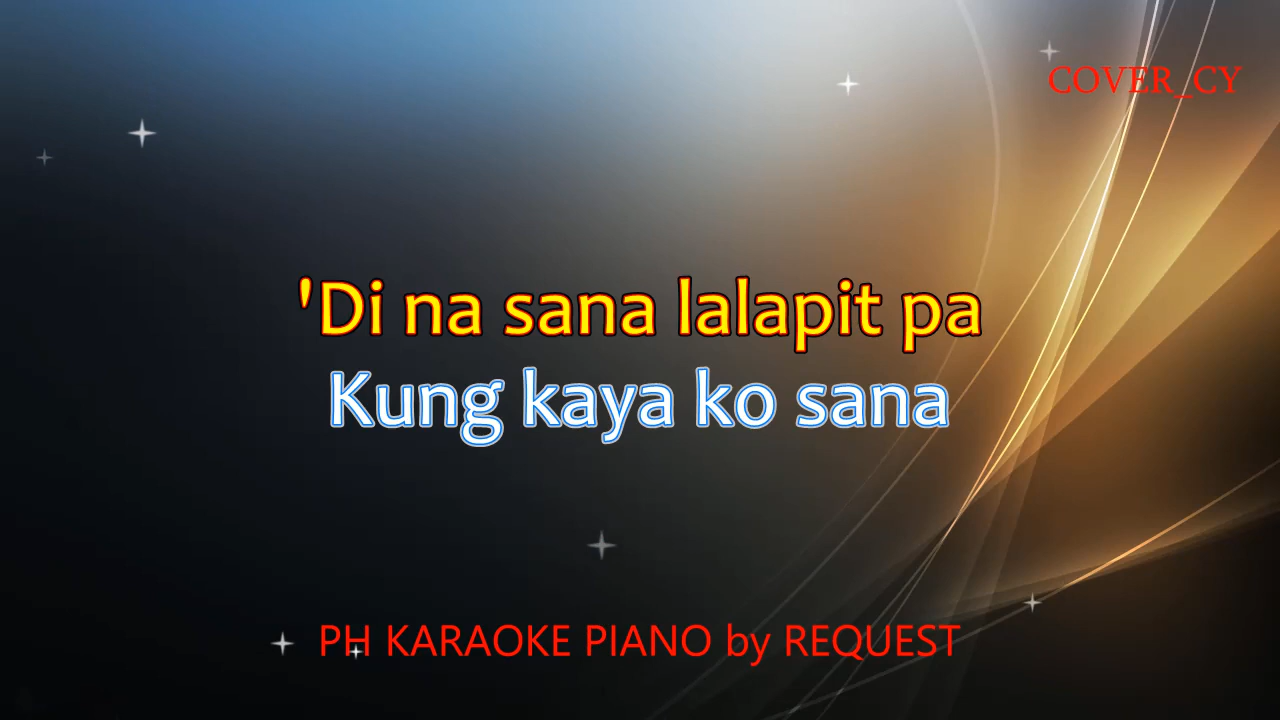 COVER_CY
'Di na sana lalapit pa
Kung kaya ko sana
PH KARAOKE PIANO by REQUEST